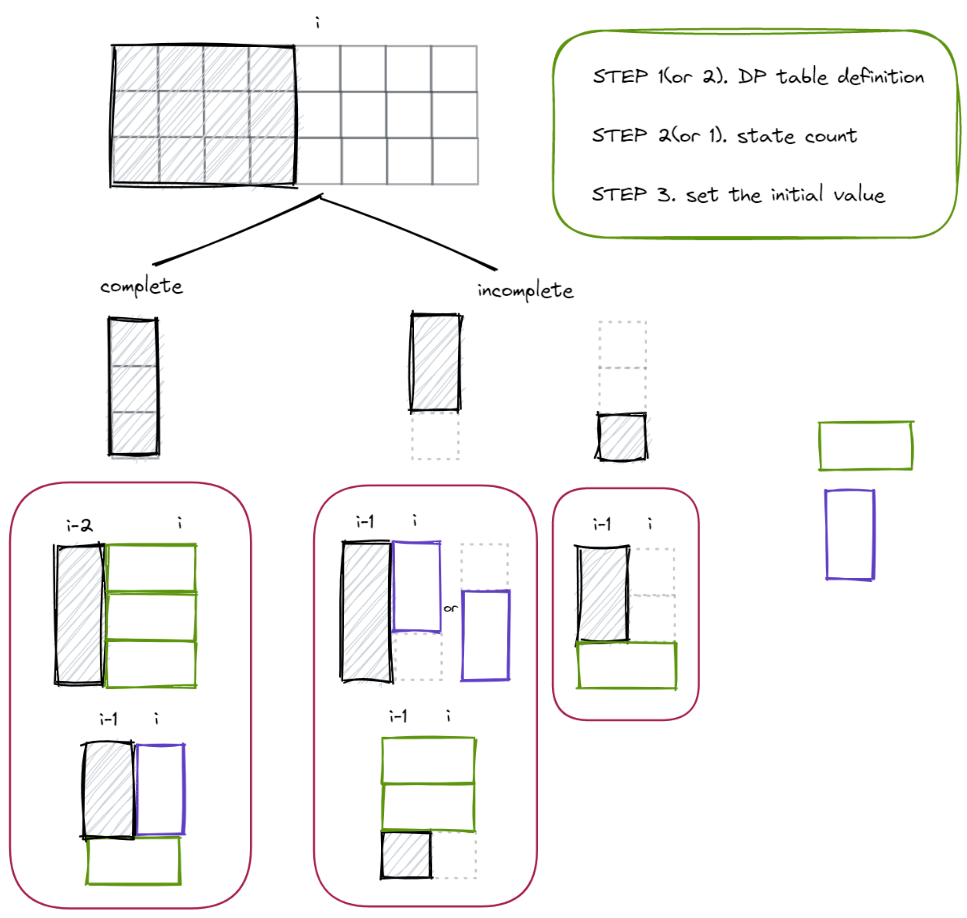 i
STEP 1(or 2). DP table definition
STEP 2(or 1). state count
STEP 3. set the initial value
complete
incomplete
i-2
i
i-1
i
or
i-1
i
i-1
i
i-1
i